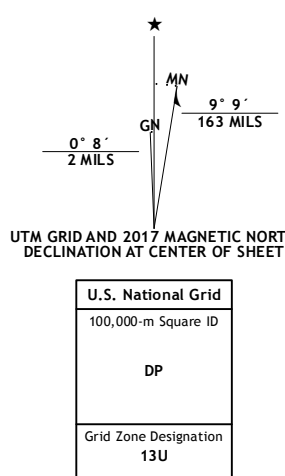 ★
MN
GN
9° 9´
163 MILS
0° 8´
2 MILS
UTM GRID AND 2017 MAGNETIC NORT
DECLINATION AT CENTER OF SHEET
U.S. National Grid
100,000-m Square ID
DP
Grid Zone Designation
13U